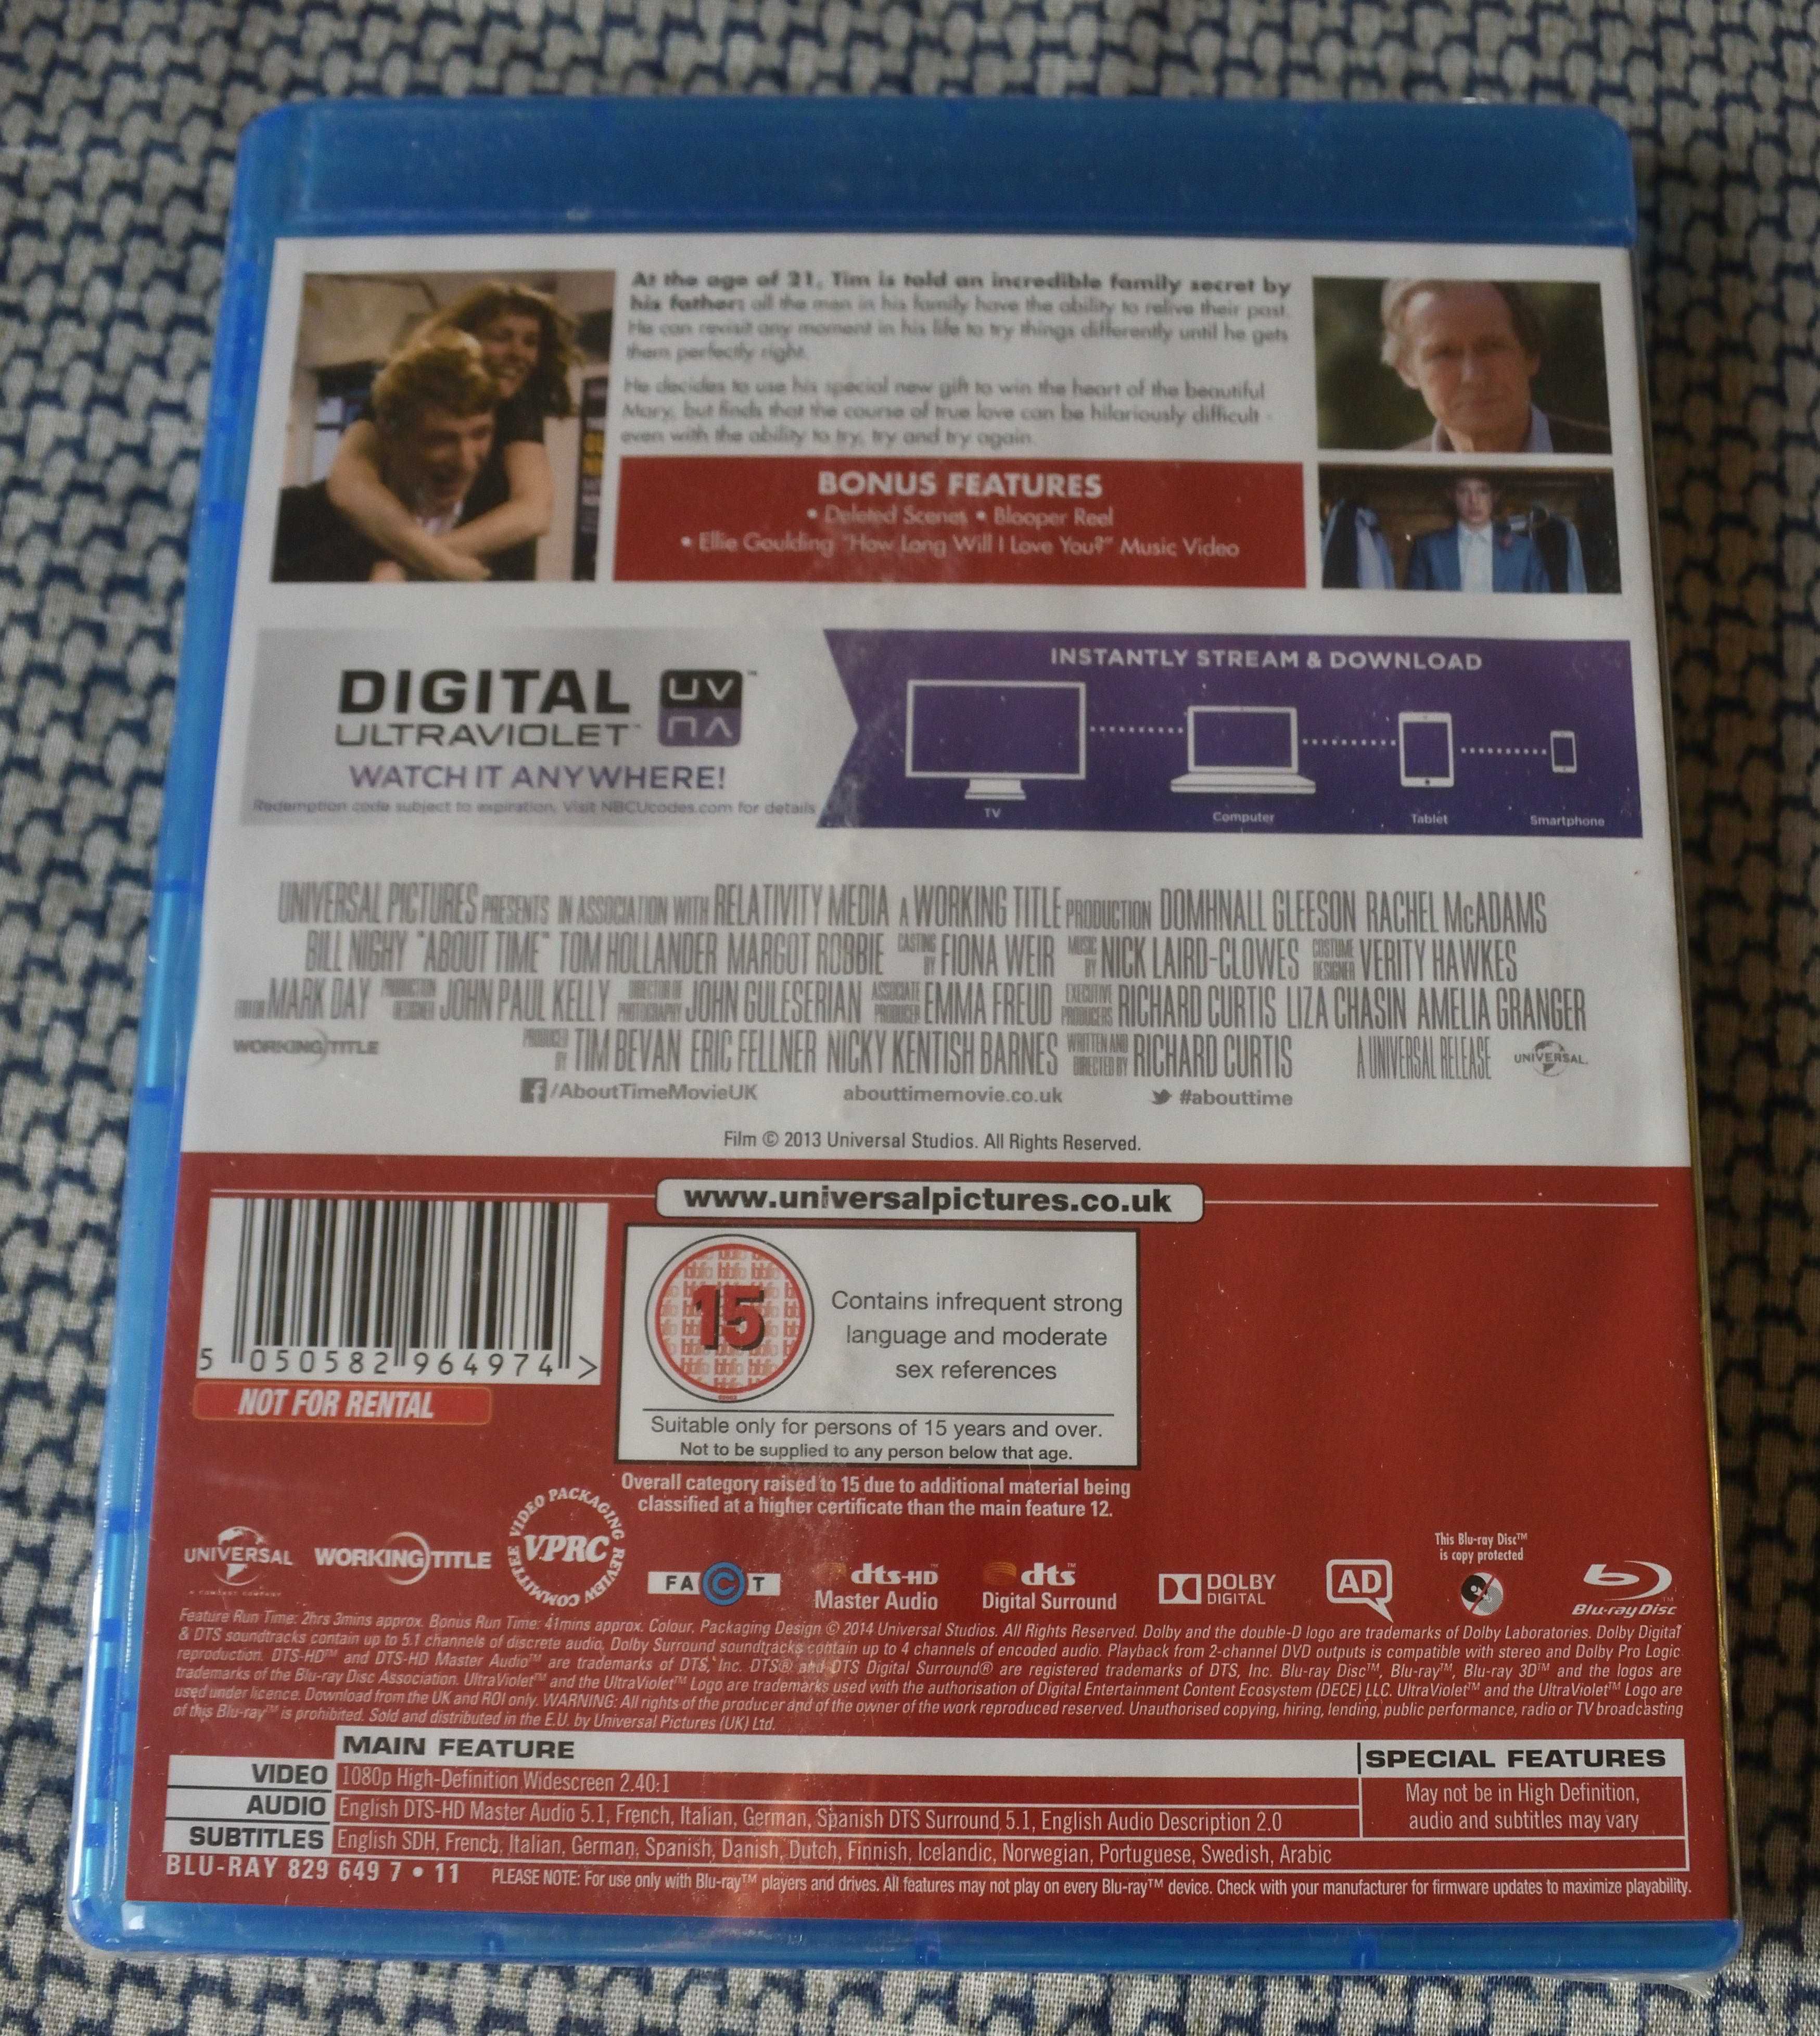 At the age of 21, Tim is told an incredible family secret by
his father: all the men in his family have the ability to relive their past.
He can revisit any moment in his life to try things differently until he gets
them perfectly right.
He decides to use his special new gift to win the heart of the beautiful
Mary, but finds that the course of true love can be hilariously difficult -
even with the ability to try, try and try again.
BONUS FEATURES
• Deleted Scenes • Blooper Reel
• Ellie Goulding "How Long Will I Love You?" Music Video
DIGITAL
ULTRAVIOLET™
UV™
WATCH IT ANYWHERE!
Redemption code subject to expiration. Visit NBCUcodes.com for details
INSTANTLY STREAM & DOWNLOAD
TV
Computer
Tablet
Smartphone
UNIVERSAL PICTURES PRESENTS IN ASSOCIATION WITH RELATIVITY MEDIA A WORKING TITLE PRODUCTION DOMHNALL GLEESON RACHEL McADAMS
BILL NIGHY "ABOUT TIME" TOM HOLLANDER MARGOT ROBBIE CASTING BY FIONA WEIR MUSIC BY NICK LAIRD-CLOWES COSTUME DESIGNER VERITY HAWKES
EDITOR MARK DAY PRODUCTION DESIGNER JOHN PAUL KELLY DIRECTOR OF PHOTOGRAPHY JOHN GULESERIAN ASSOCIATE PRODUCER EMMA FREUD EXECUTIVE PRODUCERS RICHARD CURTIS LIZA CHASIN AMELIA GRANGER
WORKING TITLE PRODUCED BY TIM BEVAN ERIC FELLNER NICKY KENTISH BARNES WRITTEN AND DIRECTED BY RICHARD CURTIS A UNIVERSAL RELEASE UNIVERSAL
/AboutTimeMovieUK abouttimemovie.co.uk #abouttime
Film © 2013 Universal Studios. All Rights Reserved.
www.universalpictures.co.uk
5 050582 964974 >
NOT FOR RENTAL
15
Contains infrequent strong
language and moderate
sex references
Suitable only for persons of 15 years and over.
Not to be supplied to any person below that age.
Overall category raised to 15 due to additional material being
classified at a higher certificate than the main feature 12.
UNIVERSAL
WORKING TITLE
VIDEO PACKAGING REVIEW COMMITTEE
VPRC
FACT
dts-HD™
Master Audio
dts™
Digital Surround
DOLBY
DIGITAL
AD
This Blu-ray Disc™
is copy protected
Blu-ray Disc™
Feature Run Time: 2hrs 3mins approx. Bonus Run Time: 41mins approx. Colour. Packaging Design © 2014 Universal Studios. All Rights Reserved. Dolby and the double-D logo are trademarks of Dolby Laboratories. Dolby Digital
& DTS soundtracks contain up to 5.1 channels of discrete audio. Dolby Surround soundtracks contain up to 4 channels of encoded audio. Playback from 2-channel DVD outputs is compatible with stereo and Dolby Pro Logic
reproduction. DTS-HD™ and DTS-HD Master Audio™ are trademarks of DTS, Inc. DTS® and DTS Digital Surround® are registered trademarks of DTS, Inc. Blu-ray Disc™, Blu-ray™, Blu-ray 3D™ and the logos are
trademarks of the Blu-ray Disc Association. UltraViolet™ and the UltraViolet™ Logo are trademarks used with the authorisation of Digital Entertainment Content Ecosystem (DECE) LLC. UltraViolet™ and the UltraViolet™ Logo are
used under licence. Download from the UK and ROI only. WARNING: All rights of the producer and of the owner of the work reproduced reserved. Unauthorised copying, hiring, lending, public performance, radio or TV broadcasting
of this Blu-ray™ is prohibited. Sold and distributed in the E.U. by Universal Pictures (UK) Ltd.
MAIN FEATURE
VIDEO 1080p High-Definition Widescreen 2.40:1
AUDIO English DTS-HD Master Audio 5.1, French, Italian, German, Spanish DTS Surround 5.1, English Audio Description 2.0
SUBTITLES English SDH, French, Italian, German, Spanish, Danish, Dutch, Finnish, Icelandic, Norwegian, Portuguese, Swedish, Arabic
SPECIAL FEATURES
May not be in High Definition,
audio and subtitles may vary
BLU-RAY 829 649 7 • 11 PLEASE NOTE: For use only with Blu-ray™ players and drives. All features may not play on every Blu-ray™ device. Check with your manufacturer for firmware updates to maximize playability.